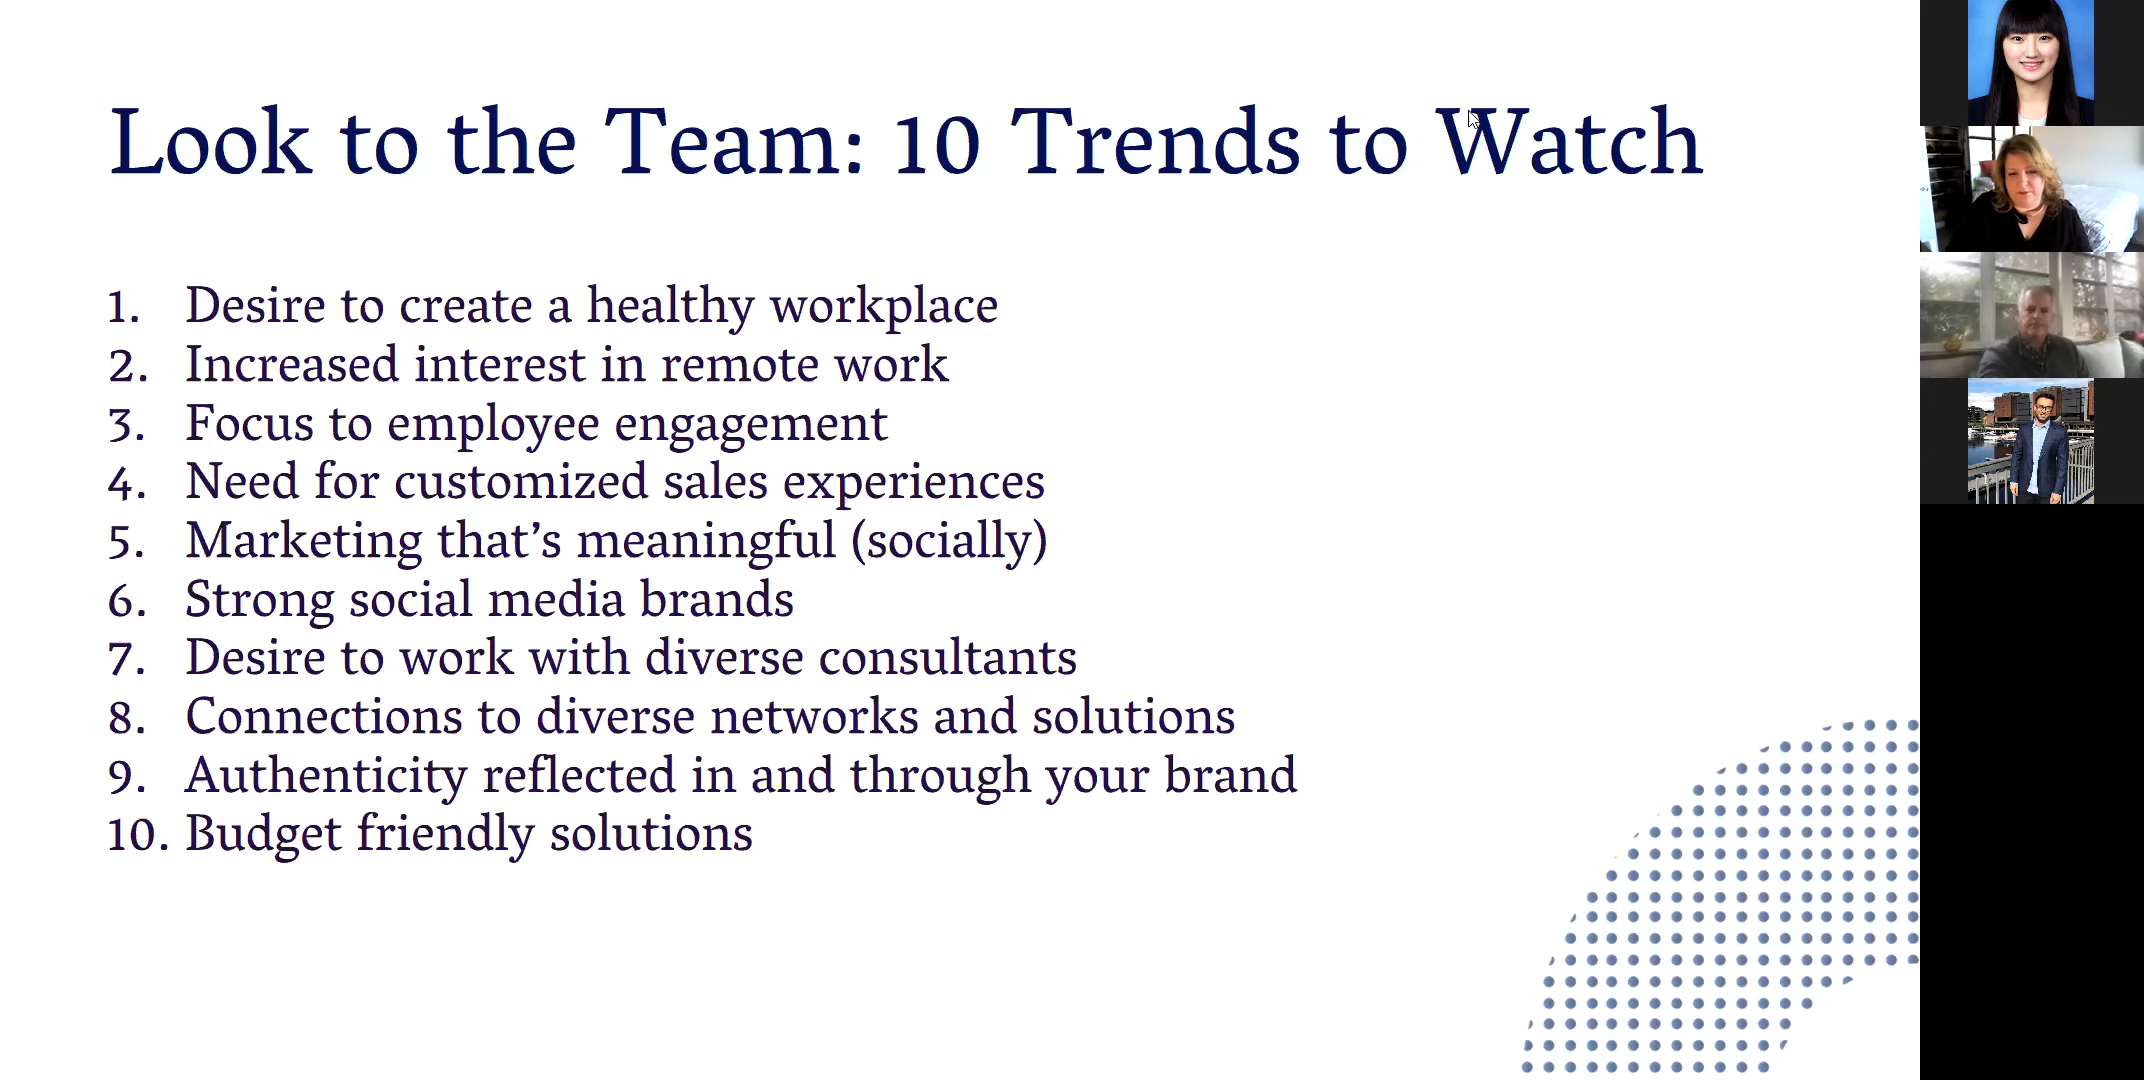 Look to the Team: 10 Trends to Watch
1. Desire to create a healthy workplace
2. Increased interest in remote work
3. Focus to employee engagement
4. Need for customized sales experiences
5. Marketing that’s meaningful (socially)
6. Strong social media brands
7. Desire to work with diverse consultants
8. Connections to diverse networks and solutions
9. Authenticity reflected in and through your brand
10. Budget friendly solutions